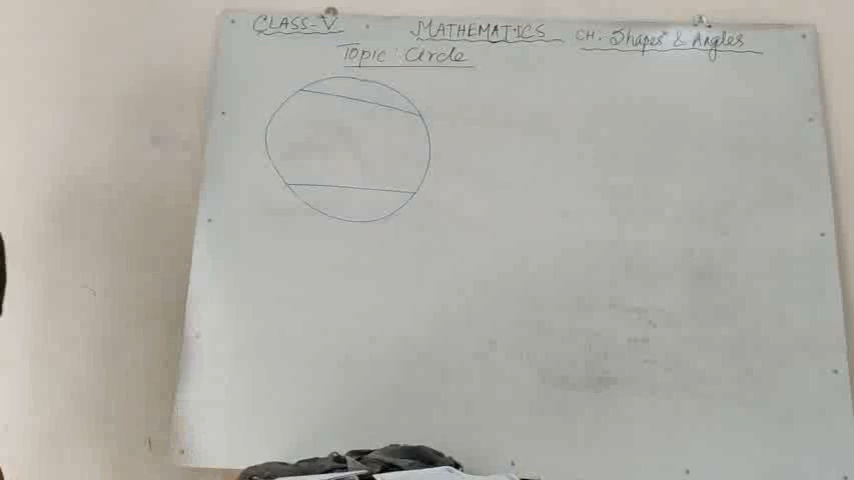 CLASS-V MATHEMATICS CH. Shapes & Angles
Topic: Circle